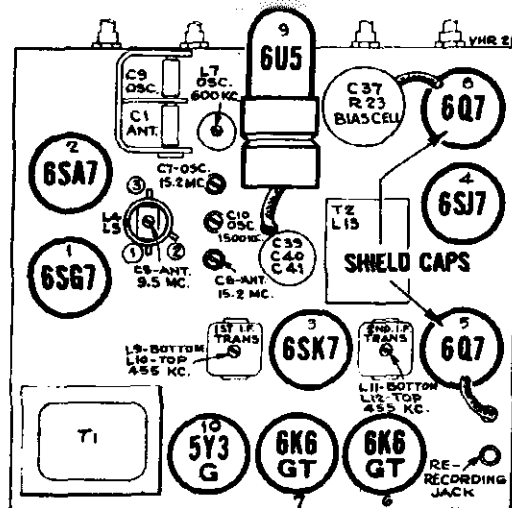 VHR 2
9
6U5
C9
OSC.
C1
ANT.
L7
OSC.
600 KC.
C37
R 23
BIAS CELL
8
6Q7
2
6SA7
C7-OSC.
15.2 MC.
4
6SJ7
3
L4
L5
1
2
C10
OSC
1500 KC.
T2
L13
C39
C40
C41
SHIELD CAPS
1
6SG7
C8-ANT.
9.5 MC.
C6-ANT.
15.2 MC.
1ST I.F
TRANS
L9-BOTTOM
L10-TOP
455 KC.
3
6SK7
2ND. I.F
TRANS
L11-BOTTOM
L12-TOP
455 KC.
5
6Q7
T1
10
5Y3
G
6K6
GT
7
6K6
GT
6
RE-
RECORDING
JACK